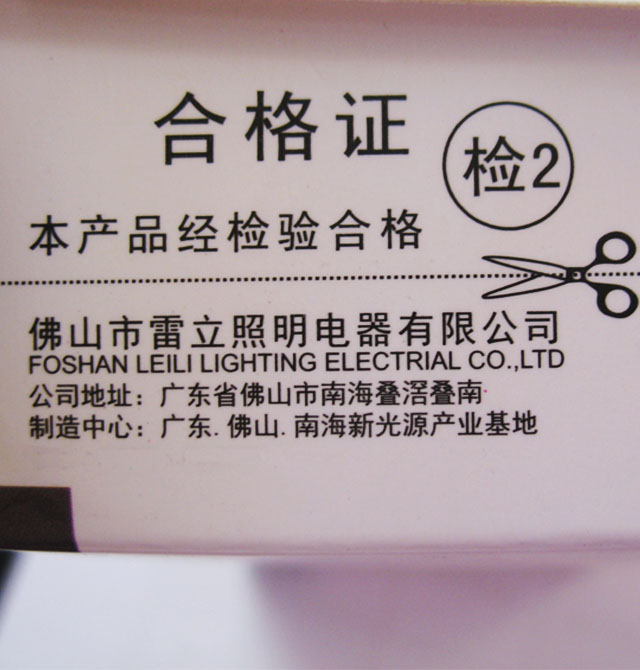 合格证
检2
本产品经检验合格
佛山市雷立照明电器有限公司
FOSHAN LEILI LIGHTING ELECTRIAL CO.,LTD
公司地址：广东省佛山市南海叠滘叠南
制造中心：广东.佛山.南海新光源产业基地